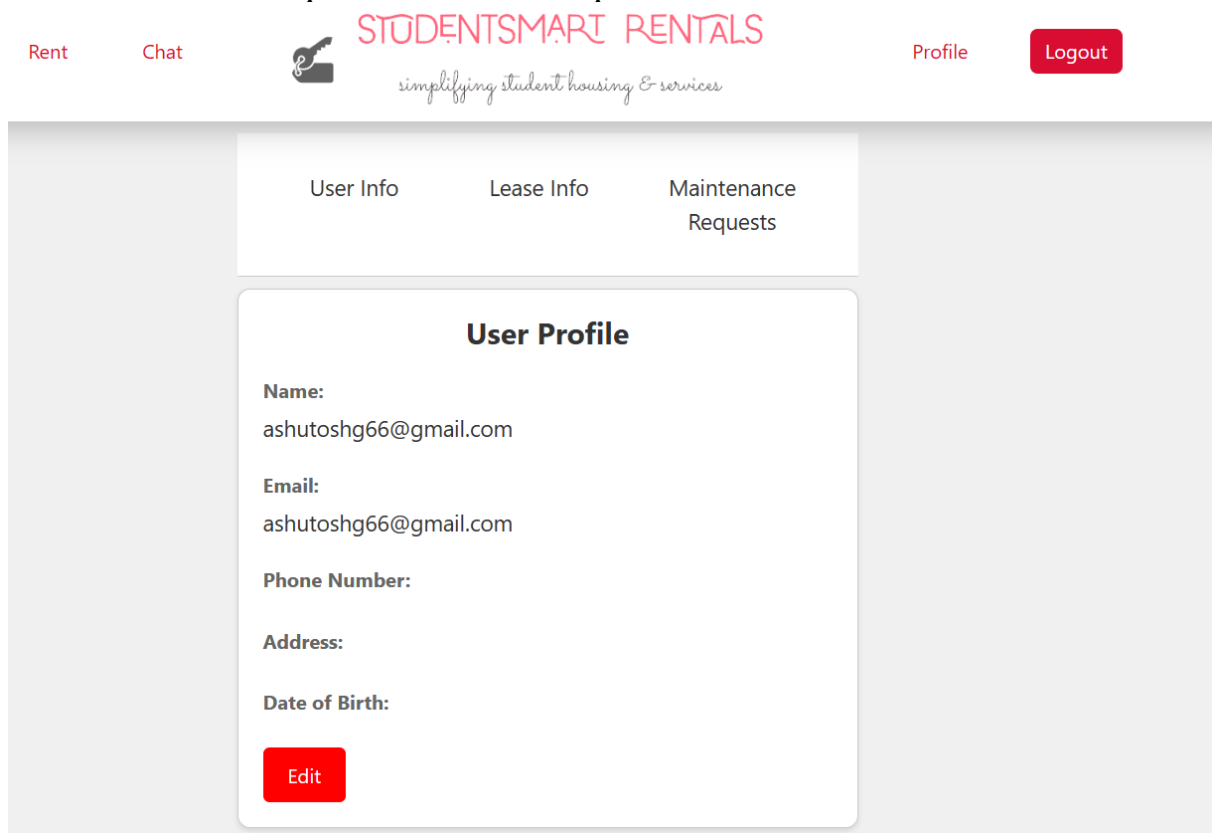 Rent
Chat
STUDENTSMART RENTALS
simplifying student housing & services
Profile
Logout
User Info
Lease Info
Maintenance
Requests
User Profile
Name:
ashutoshg66@gmail.com
Email:
ashutoshg66@gmail.com
Phone Number:
Address:
Date of Birth:
Edit